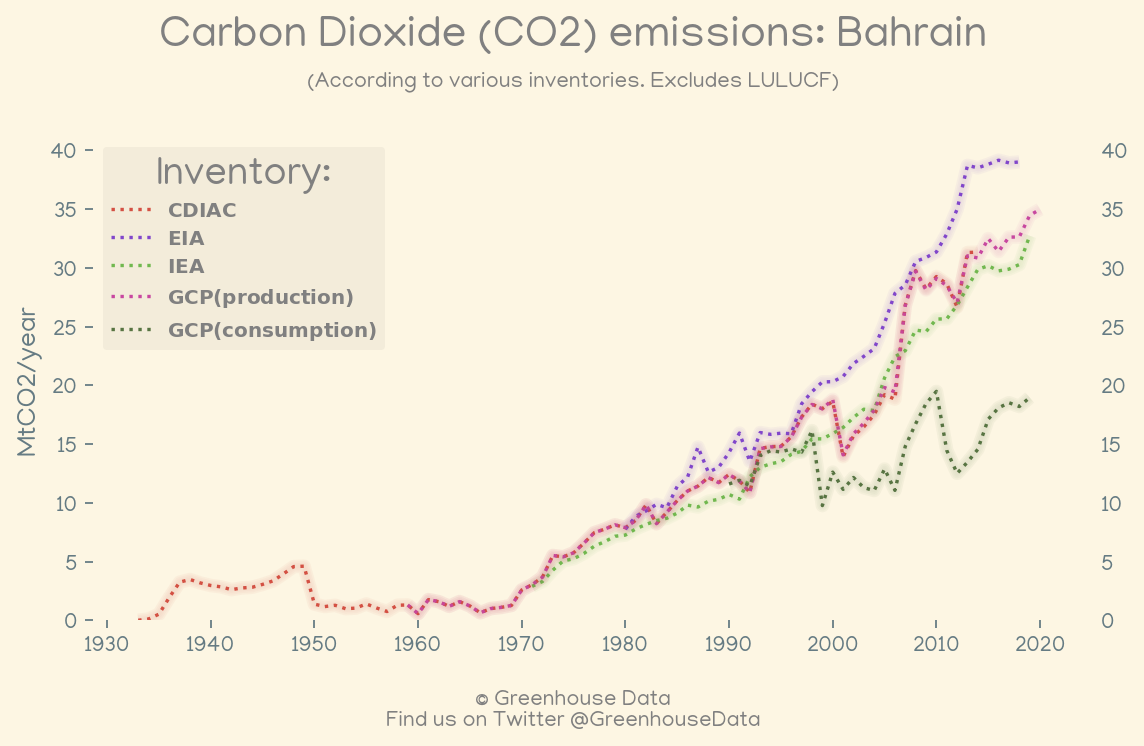 Carbon Dioxide (CO2) emissions: Bahrain
(According to various inventories. Excludes LULUCF)
Inventory:
CDIAC
EIA
IEA
GCP(production)
GCP(consumption)
MtCO2/year
40
35
30
25
20
15
10
5
0
40
35
30
25
20
15
10
5
0
1930 1940 1950 1960 1970 1980 1990 2000 2010 2020
© Greenhouse Data
Find us on Twitter @GreenhouseData